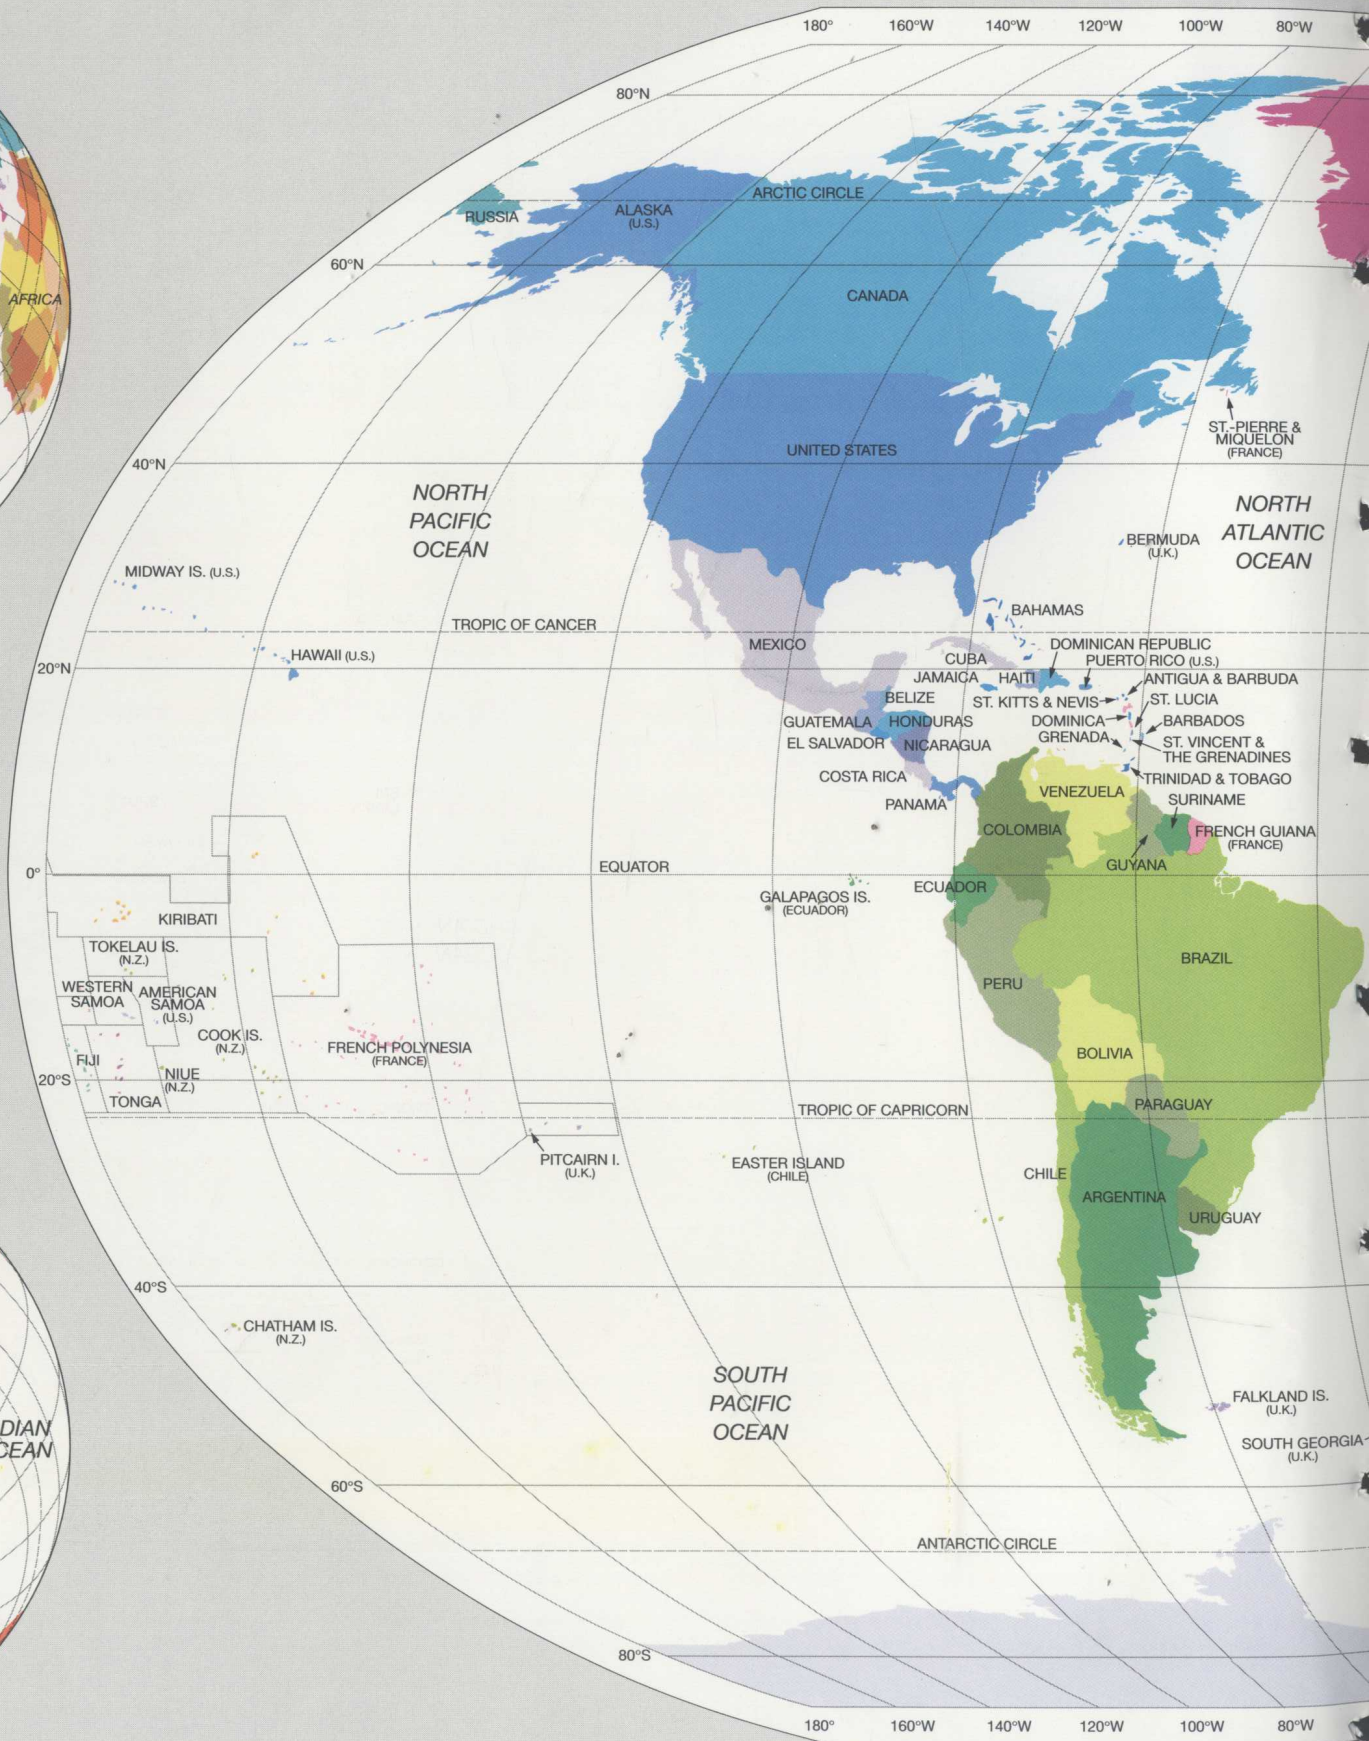 180°
160°W
140°W
120°W
100°W
80°W
80°N
ARCTIC CIRCLE
RUSSIA
ALASKA
(U.S.)
60°N
AFRICA
CANADA
ST.-PIERRE &
MIQUELON
(FRANCE)
UNITED STATES
40°N
NORTH
PACIFIC
OCEAN
NORTH
ATLANTIC
OCEAN
BERMUDA
(U.K.)
MIDWAY IS. (U.S.)
BAHAMAS
TROPIC OF CANCER
MEXICO
DOMINICAN REPUBLIC
HAWAII (U.S.)
CUBA
PUERTO RICO (U.S.)
20°N
JAMAICA
HAITI
ANTIGUA & BARBUDA
BELIZE
ST. KITTS & NEVIS
ST. LUCIA
GUATEMALA
HONDURAS
DOMINICA
BARBADOS
EL SALVADOR
NICARAGUA
GRENADA
ST. VINCENT &
THE GRENADINES
COSTA RICA
TRINIDAD & TOBAGO
PANAMA
VENEZUELA
SURINAME
COLOMBIA
FRENCH GUIANA
(FRANCE)
GUYANA
EQUATOR
0°
ECUADOR
GALAPAGOS IS.
(ECUADOR)
KIRIBATI
TOKELAU IS.
(N.Z.)
BRAZIL
WESTERN
SAMOA
AMERICAN
SAMOA
(U.S.)
PERU
COOK IS.
(N.Z.)
FRENCH POLYNESIA
(FRANCE)
FIJI
BOLIVIA
NIUE
(N.Z.)
20°S
TONGA
PARAGUAY
TROPIC OF CAPRICORN
PITCAIRN I.
(U.K.)
EASTER ISLAND
(CHILE)
CHILE
ARGENTINA
URUGUAY
40°S
CHATHAM IS.
(N.Z.)
SOUTH
PACIFIC
OCEAN
FALKLAND IS.
(U.K.)
SOUTH GEORGIA
(U.K.)
DIAN
CEAN
60°S
ANTARCTIC CIRCLE
80°S
180°
160°W
140°W
120°W
100°W
80°W